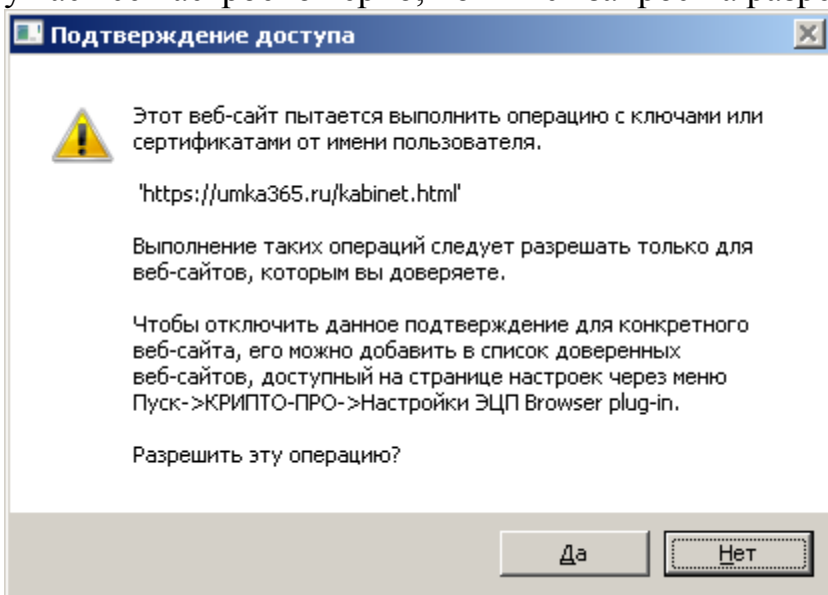 Подтверждение доступа
Этот веб-сайт пытается выполнить операцию с ключами или
сертификатами от имени пользователя.
'https://umka365.ru/kabinet.html'
Выполнение таких операций следует разрешать только для
веб-сайтов, которым вы доверяете.
Чтобы отключить данное подтверждение для конкретного
веб-сайта, его можно добавить в список доверенных
веб-сайтов, доступный на странице настроек через меню
Пуск->КРИПТО-ПРО->Настройки ЭЦП Browser plug-in.
Разрешить эту операцию?
Да
Нет